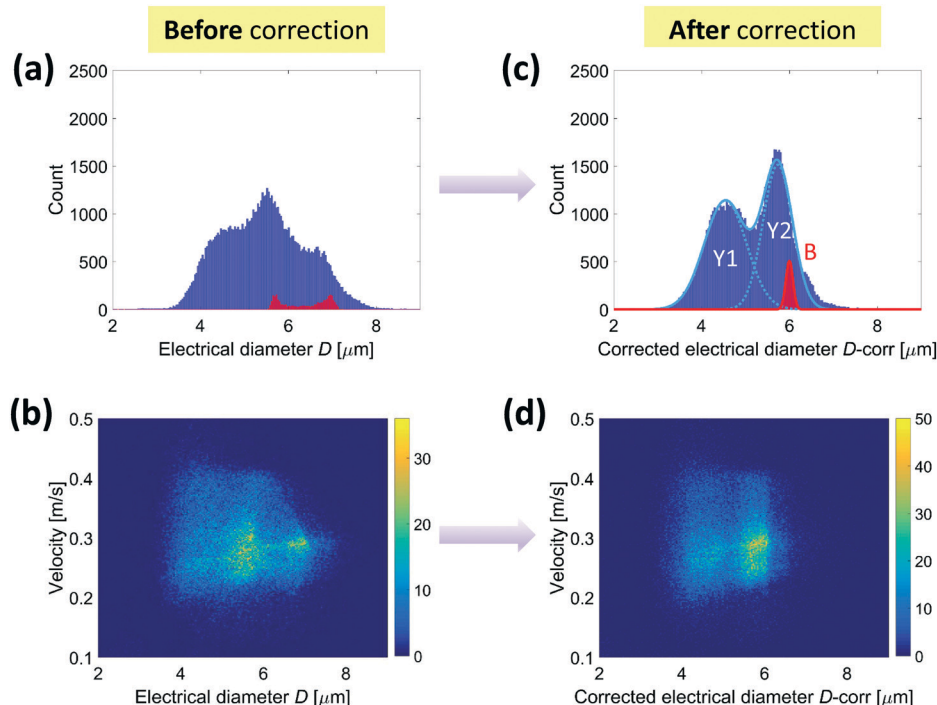 Before correction
After correction
(a)
2500
2000
1500
1000
500
0
Count
2
4
6
8
Electrical diameter D [μm]
(c)
2500
2000
1500
1000
500
0
Count
Y1
Y2
B
2
4
6
8
Corrected electrical diameter D-corr [μm]
(b)
0.5
0.4
0.3
0.2
0.1
Velocity [m/s]
2
4
6
8
Electrical diameter D [μm]
30
20
10
0
(d)
0.5
0.4
0.3
0.2
0.1
Velocity [m/s]
2
4
6
8
Corrected electrical diameter D-corr [μm]
50
40
30
20
10
0